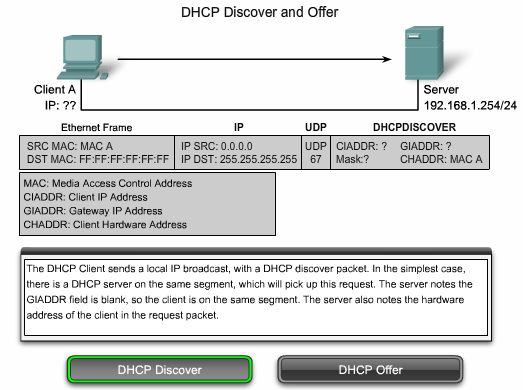 DHCP Discover and Offer
Client A
IP: ??
Server
192.168.1.254/24
Ethernet Frame IP UDP DHCPDISCOVER
SRC MAC: MAC A IP SRC: 0.0.0.0 UDP CIADDR: ? GIADDR: ?
DST MAC: FF:FF:FF:FF:FF:FF IP DST: 255.255.255.255 67 Mask:? CHADDR: MAC A
MAC: Media Access Control Address
CIADDR: Client IP Address
GIADDR: Gateway IP Address
CHADDR: Client Hardware Address
The DHCP Client sends a local IP broadcast, with a DHCP discover packet. In the simplest case,
there is a DHCP server on the same segment, which will pick up this request. The server notes the
GIADDR field is blank, so the client is on the same segment. The server also notes the hardware
address of the client in the request packet.
DHCP Discover DHCP Offer